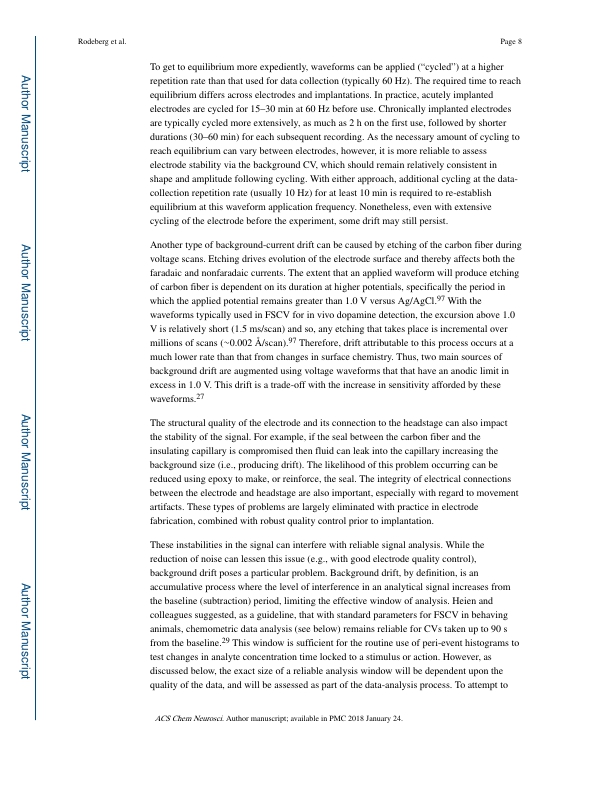 Rodeberg et al.
Page 8
To get to equilibrium more expediently, waveforms can be applied (“cycled”) at a higher
repetition rate than that used for data collection (typically 60 Hz). The required time to reach
equilibrium differs across electrodes and implantations. In practice, acutely implanted
electrodes are cycled for 15–30 min at 60 Hz before use. Chronically implanted electrodes
are typically cycled more extensively, as much as 2 h on the first use, followed by shorter
durations (30–60 min) for each subsequent recording. As the necessary amount of cycling to
reach equilibrium can vary between electrodes, however, it is more reliable to assess
electrode stability via the background CV, which should remain relatively consistent in
shape and amplitude following cycling. With either approach, additional cycling at the data-
collection repetition rate (usually 10 Hz) for at least 10 min is required to re-establish
equilibrium at this waveform application frequency. Nonetheless, even with extensive
cycling of the electrode before the experiment, some drift may still persist.
Another type of background-current drift can be caused by etching of the carbon fiber during
voltage scans. Etching drives evolution of the electrode surface and thereby affects both the
faradaic and nonfaradaic currents. The extent that an applied waveform will produce etching
of carbon fiber is dependent on its duration at higher potentials, specifically the period in
which the applied potential remains greater than 1.0 V versus Ag/AgCl.97 With the
waveforms typically used in FSCV for in vivo dopamine detection, the excursion above 1.0
V is relatively short (1.5 ms/scan) and so, any etching that takes place is incremental over
millions of scans (~0.002 Å/scan).97 Therefore, drift attributable to this process occurs at a
much lower rate than that from changes in surface chemistry. Thus, two main sources of
background drift are augmented using voltage waveforms that that have an anodic limit in
excess in 1.0 V. This drift is a trade-off with the increase in sensitivity afforded by these
waveforms.27
The structural quality of the electrode and its connection to the headstage can also impact
the stability of the signal. For example, if the seal between the carbon fiber and the
insulating capillary is compromised then fluid can leak into the capillary increasing the
background size (i.e., producing drift). The likelihood of this problem occurring can be
reduced using epoxy to make, or reinforce, the seal. The integrity of electrical connections
between the electrode and headstage are also important, especially with regard to movement
artifacts. These types of problems are largely eliminated with practice in electrode
fabrication, combined with robust quality control prior to implantation.
These instabilities in the signal can interfere with reliable signal analysis. While the
reduction of noise can lessen this issue (e.g., with good electrode quality control),
background drift poses a particular problem. Background drift, by definition, is an
accumulative process where the level of interference in an analytical signal increases from
the baseline (subtraction) period, limiting the effective window of analysis. Heien and
colleagues suggested, as a guideline, that with standard parameters for FSCV in behaving
animals, chemometric data analysis (see below) remains reliable for CVs taken up to 90 s
from the baseline.29 This window is sufficient for the routine use of peri-event histograms to
test changes in analyte concentration time locked to a stimulus or action. However, as
discussed below, the exact size of a reliable analysis window will be dependent upon the
quality of the data, and will be assessed as part of the data-analysis process. To attempt to
ACS Chem Neurosci. Author manuscript; available in PMC 2018 January 24.
Author Manuscript
Author Manuscript
Author Manuscript
Author Manuscript